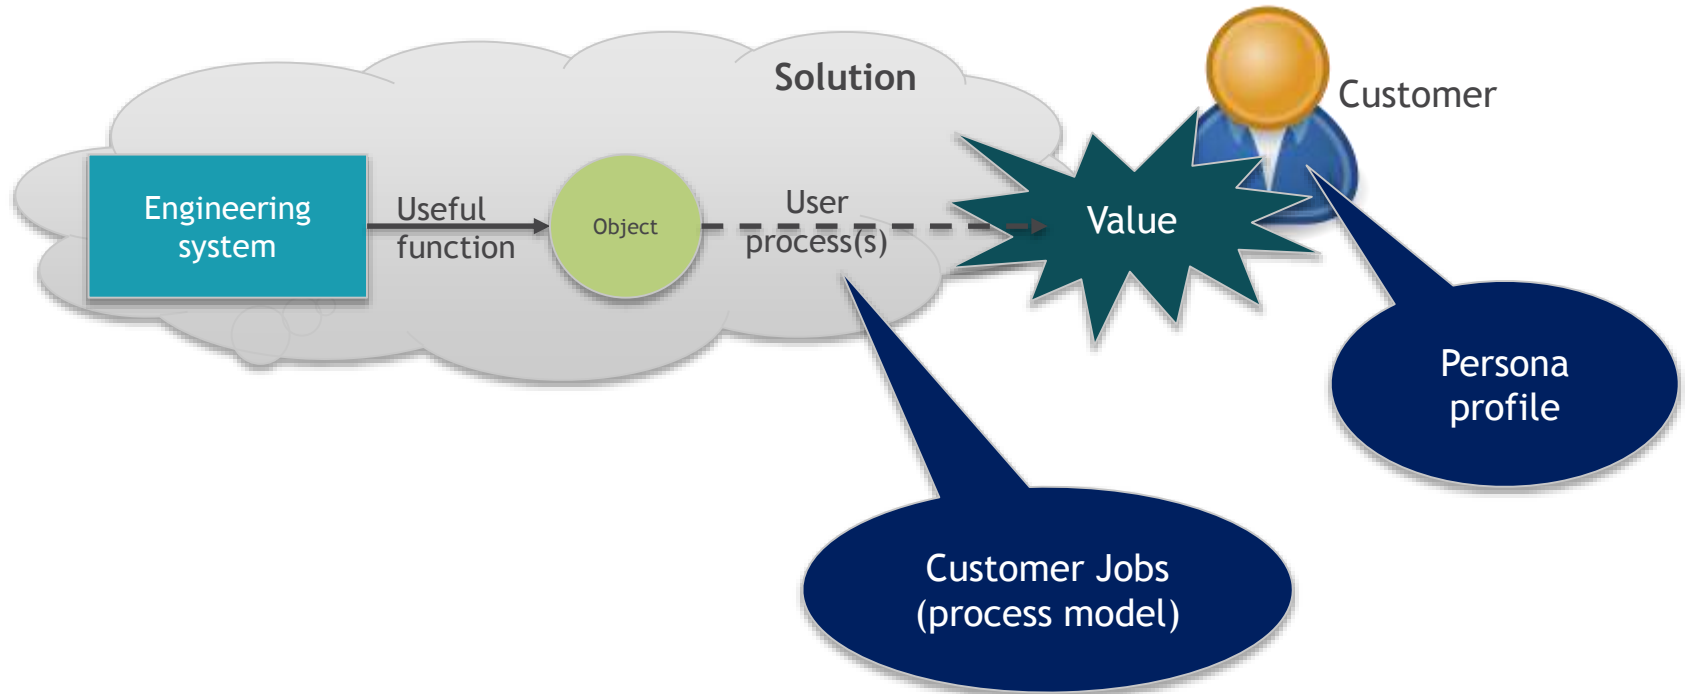 Solution
Customer
Engineering
system
Useful
function
Object
User
process(s)
Value
Persona
profile
Customer Jobs
(process model)